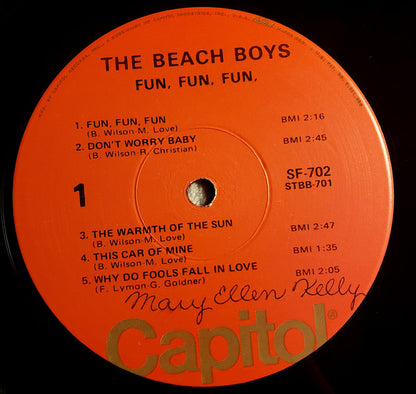 THE BEACH BOYS
FUN, FUN, FUN.
1. FUN, FUN, FUN BMI 2:16
(B. Wilson-M. Love)
2. DON'T WORRY BABY BMI 2:45
(B. Wilson-R. Christian)
1
SF-702
STBB-701
3. THE WARMTH OF THE SUN BMI 2:47
(B. Wilson-M. Love)
4. THIS CAR OF MINE BMI 1:35
(B. Wilson-M. Love)
5. WHY DO FOOLS FALL IN LOVE BMI 2:05
(F. Lymon-G. Goldner)
Mary Ellen Kelly
Capitol®